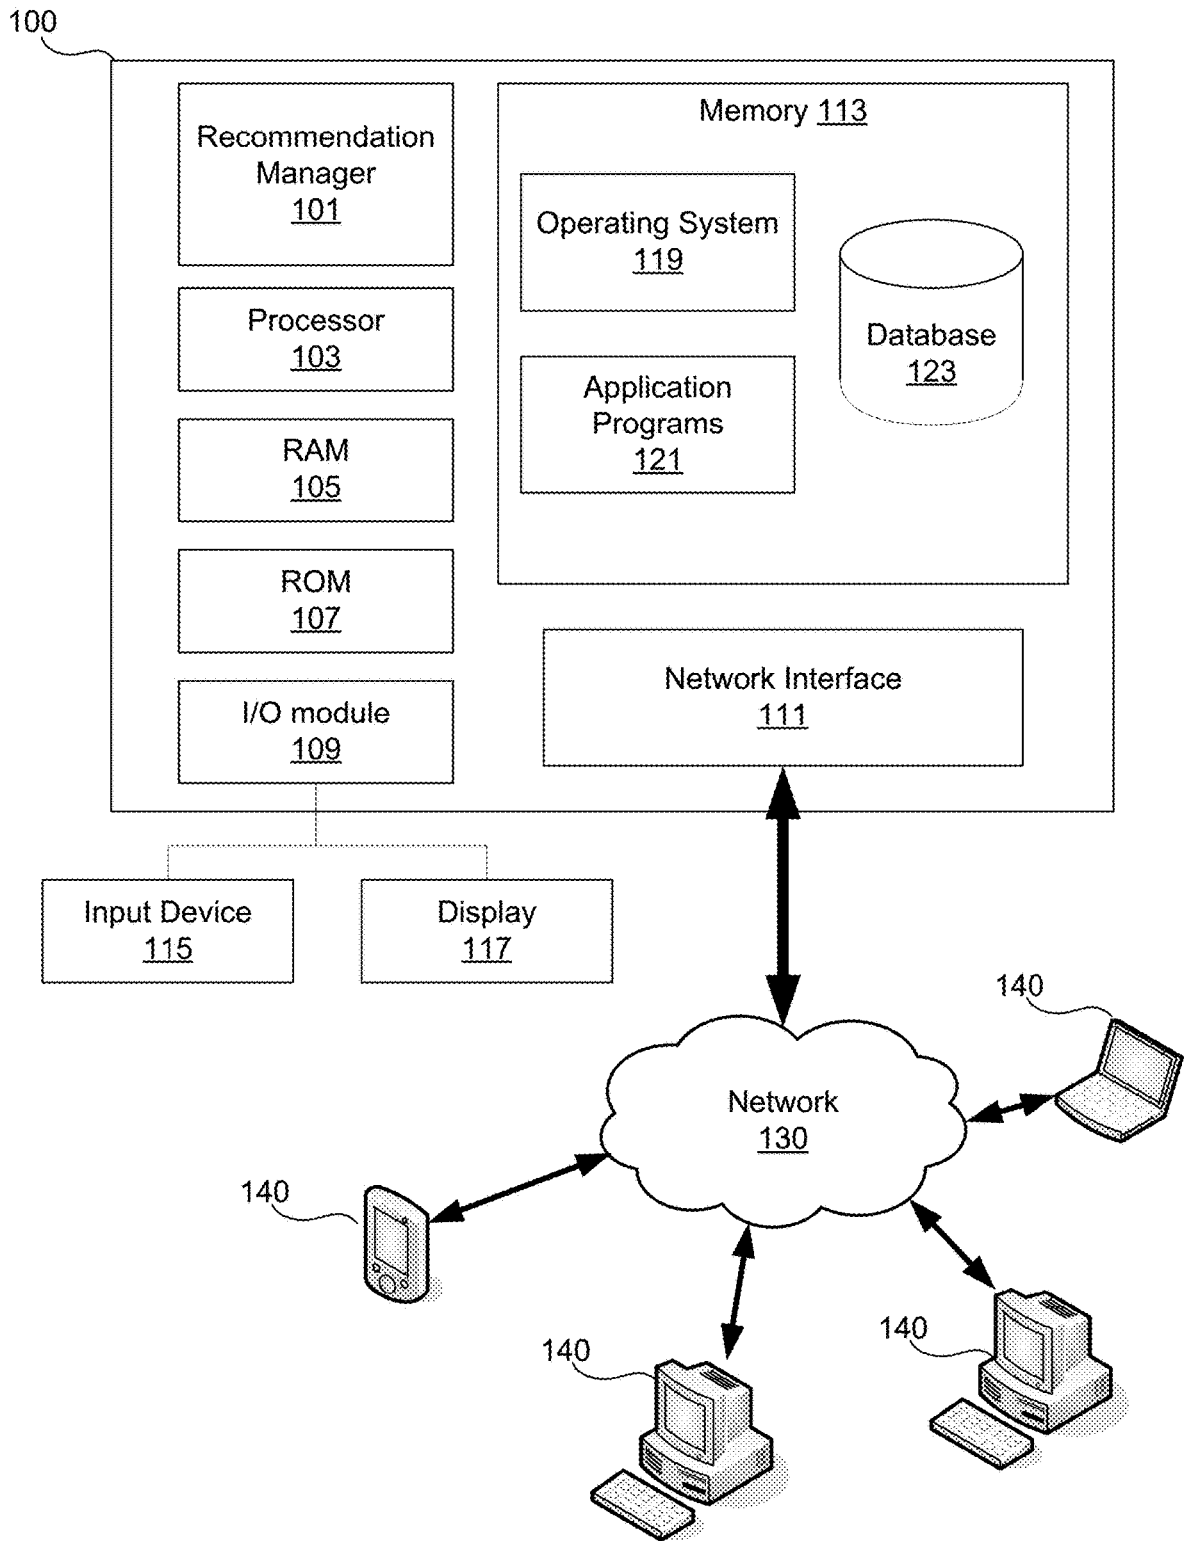 100
Recommendation
Manager
101
Processor
103
RAM
105
ROM
107
I/O module
109
Memory 113
Operating System
119
Application
Programs
121
Database
123
Network Interface
111
Input Device
115
Display
117
Network
130
140
140
140
140